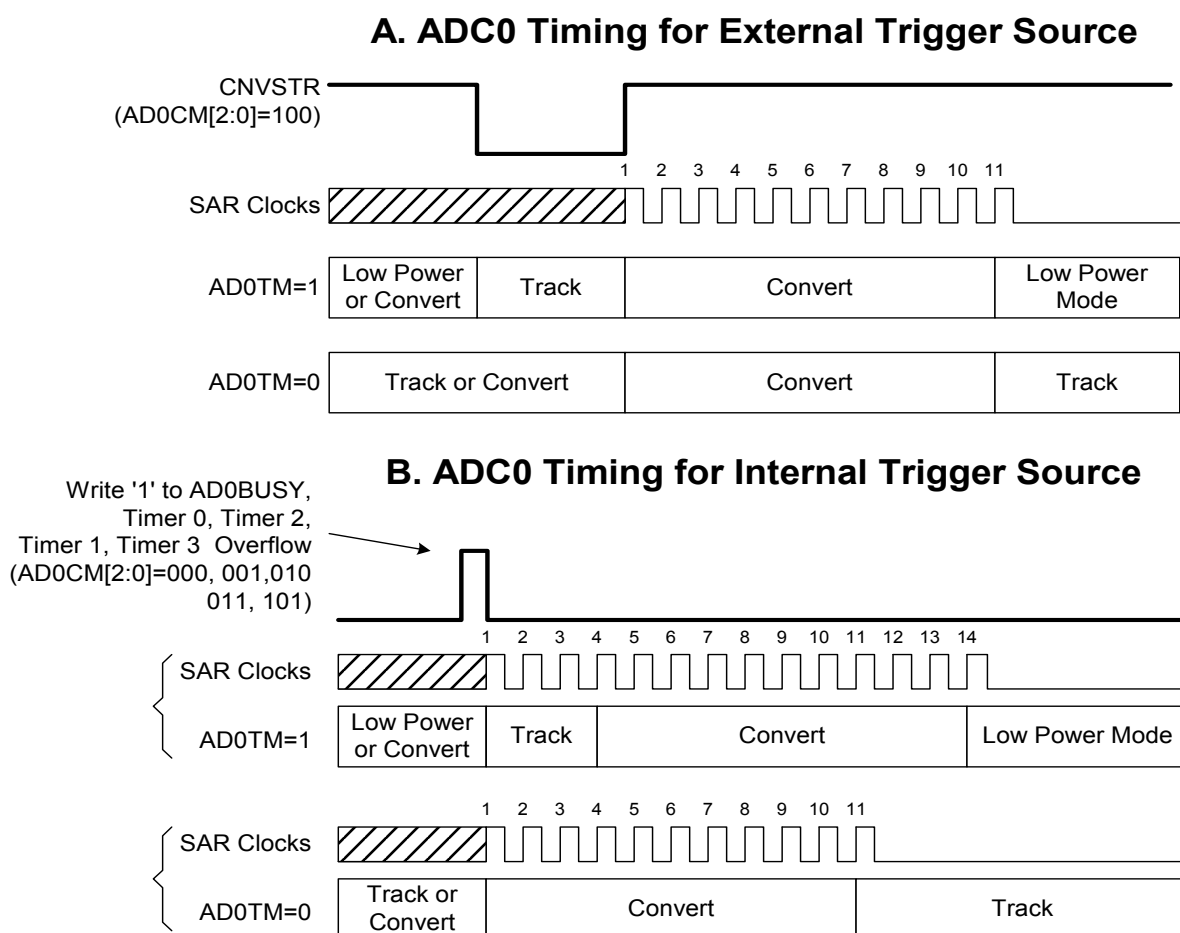 A. ADC0 Timing for External Trigger Source
CNVSTR
(AD0CM[2:0]=100)
1 2 3 4 5 6 7 8 9 10 11
SAR Clocks
AD0TM=1
Low Power
or Convert
Track
Convert
Low Power
Mode
AD0TM=0
Track or Convert
Convert
Track
B. ADC0 Timing for Internal Trigger Source
Write '1' to AD0BUSY,
Timer 0, Timer 2,
Timer 1, Timer 3 Overflow
(AD0CM[2:0]=000, 001,010
011, 101)
1 2 3 4 5 6 7 8 9 10 11 12 13 14
SAR Clocks
AD0TM=1
Low Power
or Convert
Track
Convert
Low Power Mode
1 2 3 4 5 6 7 8 9 10 11
SAR Clocks
AD0TM=0
Track or
Convert
Convert
Track